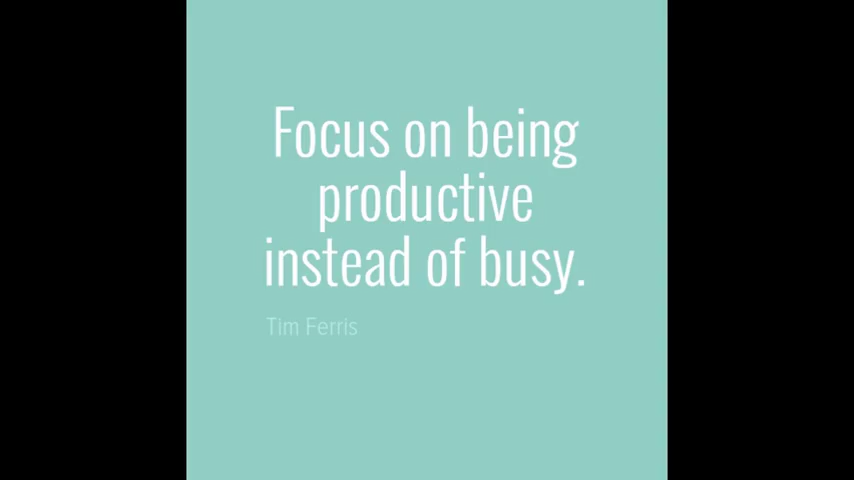 Focus on being
productive
instead of busy.
Tim Ferris